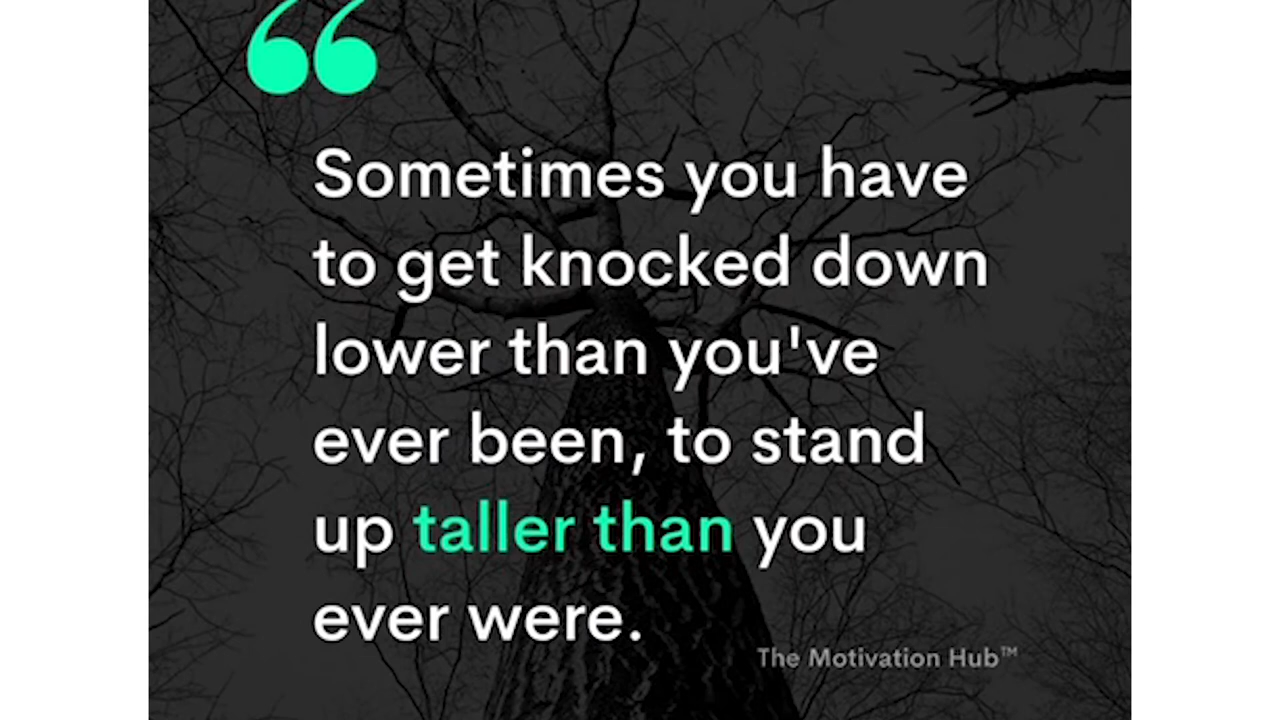 “
Sometimes you have
to get knocked down
lower than you've
ever been, to stand
up taller than you
ever were.
The Motivation Hub™